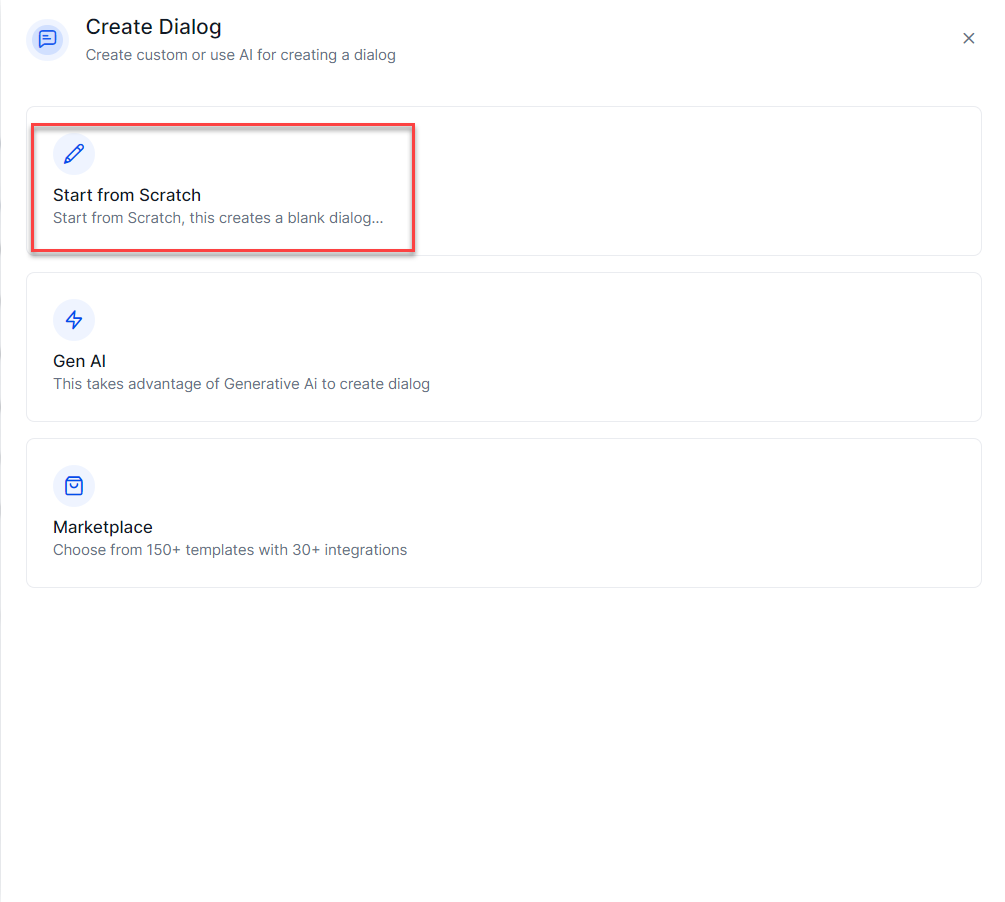 Create Dialog
Create custom or use AI for creating a dialog
Start from Scratch
Start from Scratch, this creates a blank dialog...
Gen AI
This takes advantage of Generative Ai to create dialog
Marketplace
Choose from 150+ templates with 30+ integrations